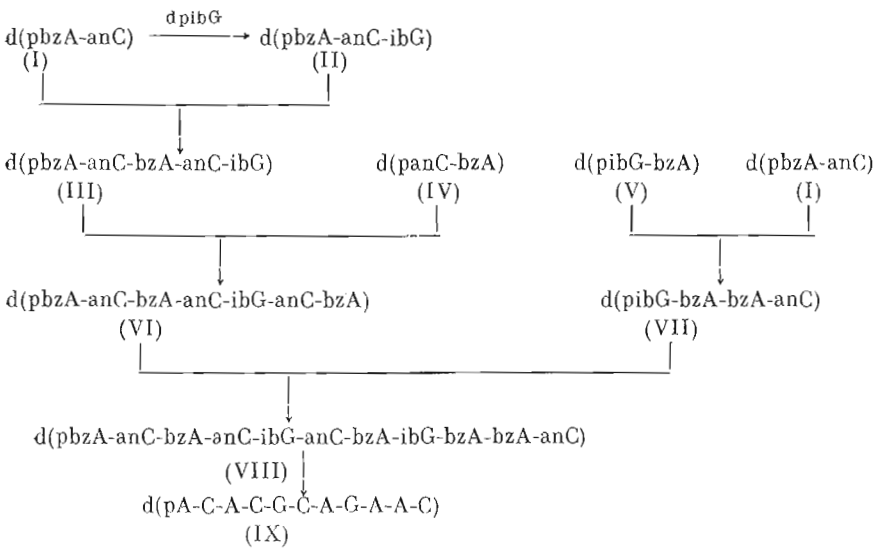 dpibG
d(pbzA-anC) d(pbzA-anC-ibG)
(I) (II)
d(pbzA-anC-bzA-anC-ibG) d(panC-bzA) d(pibG-bzA) d(pbzA-anC)
(III) (IV) (V) (I)
d(pbzA-anC-bzA-anC-ibG-anC-bzA) d(pibG-bzA-bzA-anC)
(VI) (VII)
d(pbzA-anC-bzA-anC-ibG-anC-bzA-ibG-bzA-bzA-anC)
(VIII)
d(pA-C-A-C-G-C-A-G-A-A-C)
(IX)